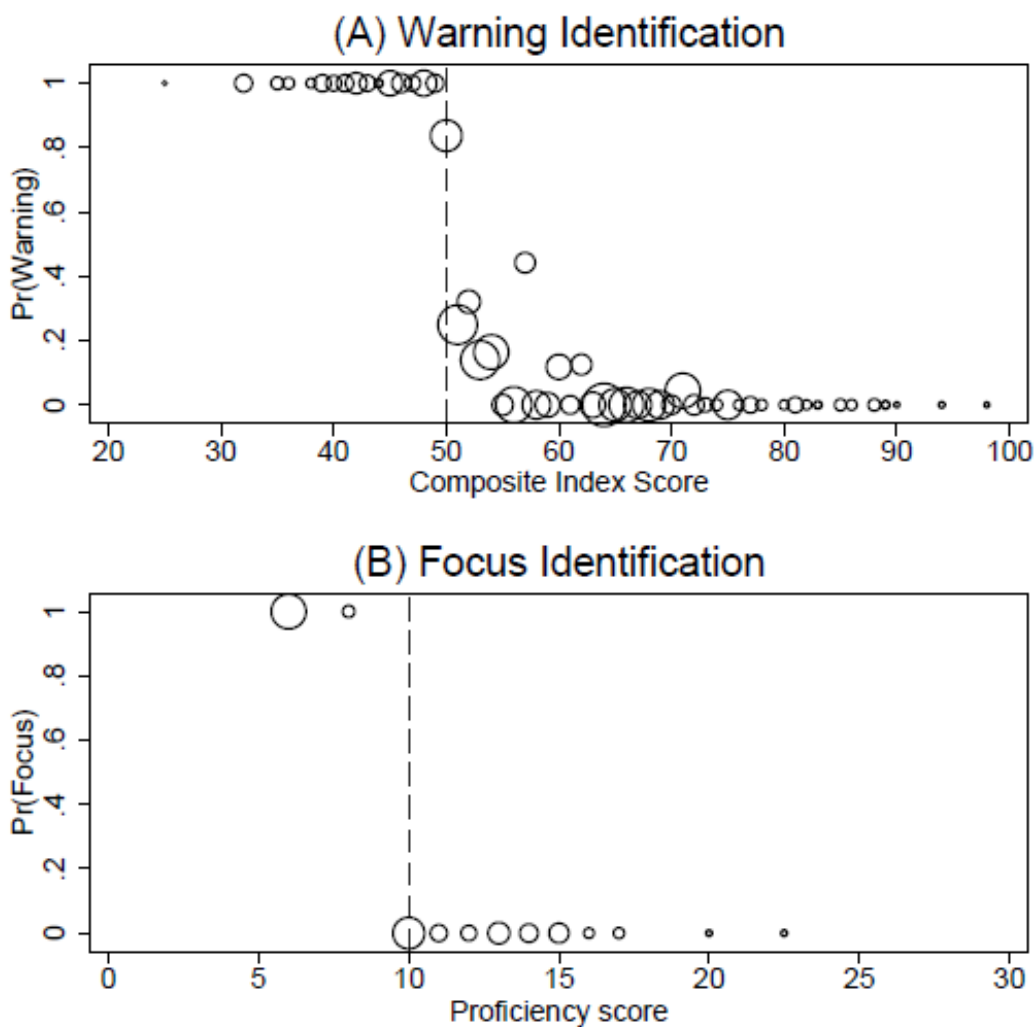 (A) Warning Identification
Pr(Warning)
1
.8
.6
.4
.2
0
20 30 40 50 60 70 80 90 100
Composite Index Score
(B) Focus Identification
Pr(Focus)
1
.8
.6
.4
.2
0
0 5 10 15 20 25 30
Proficiency score